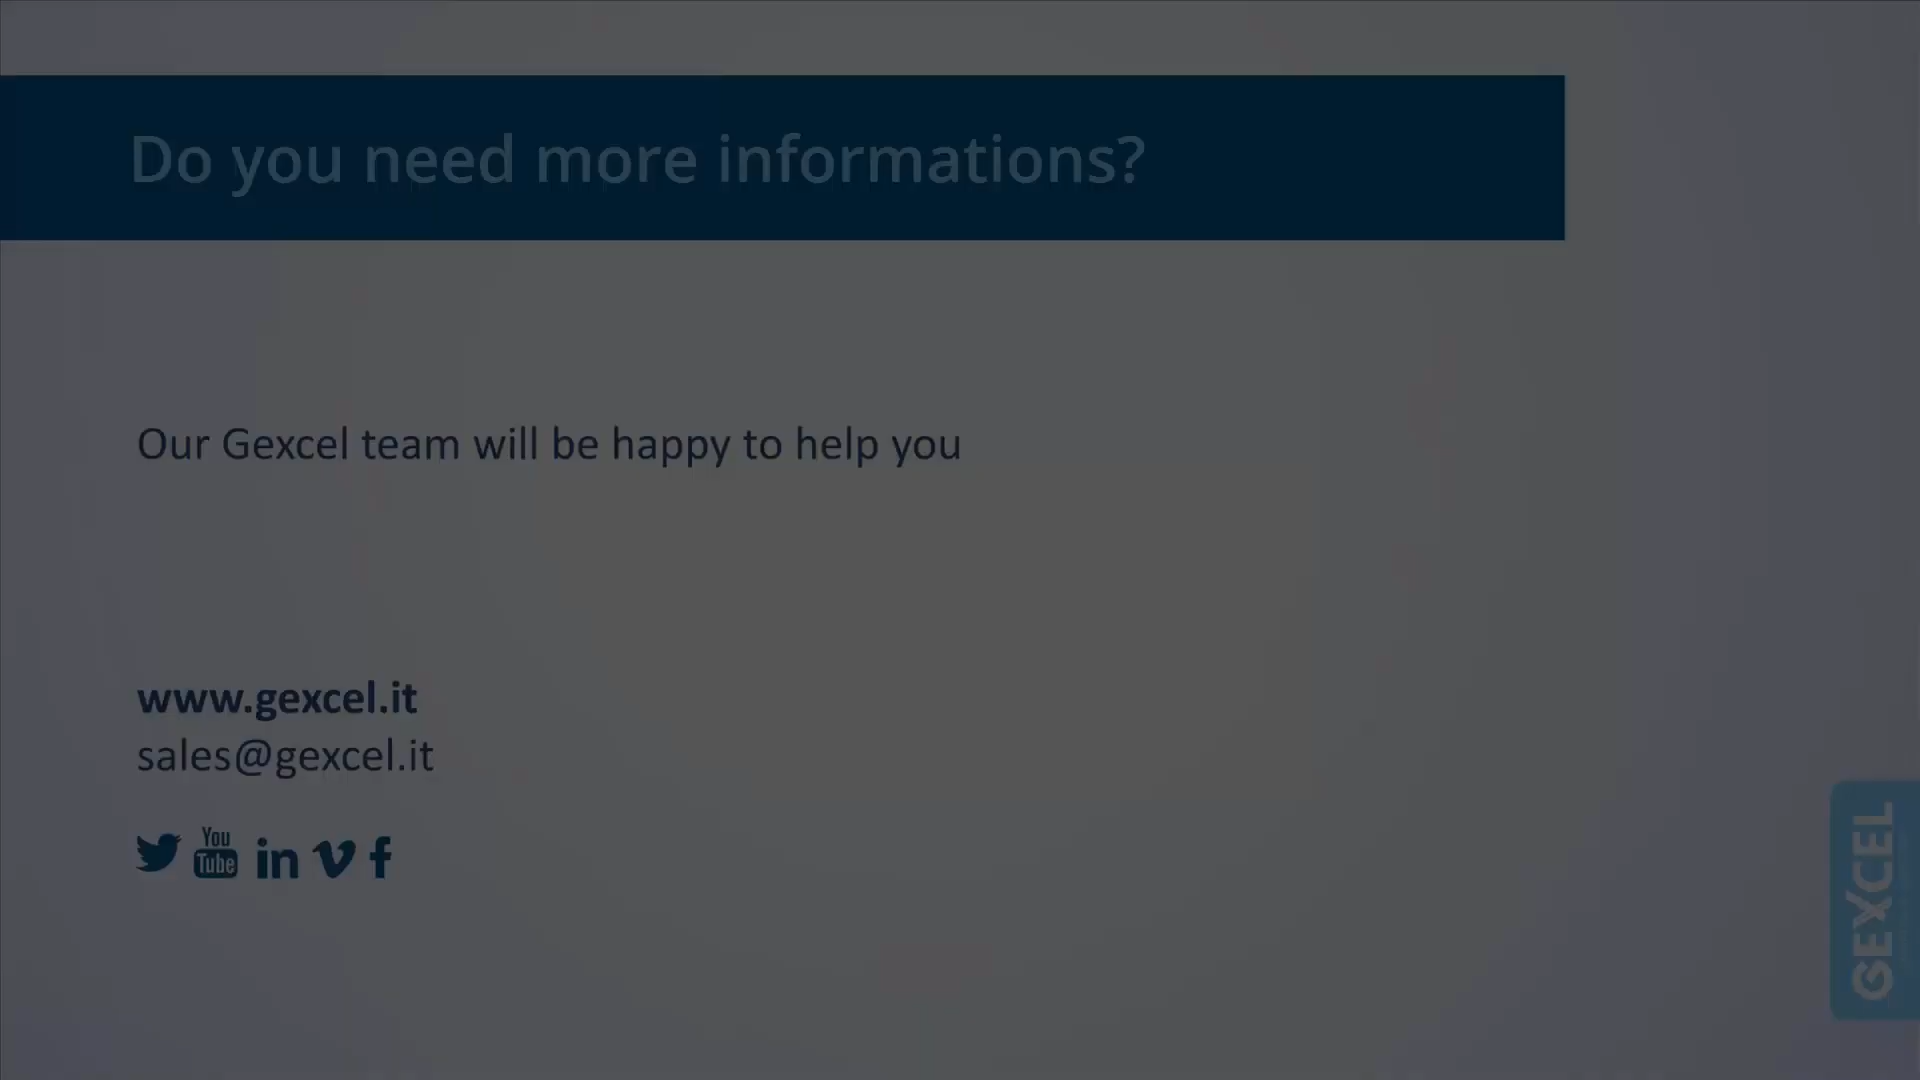 Do you need more informations?
Our Gexcel team will be happy to help you
www.gexcel.it
sales@gexcel.it
You
Tube
in
GEXCEL